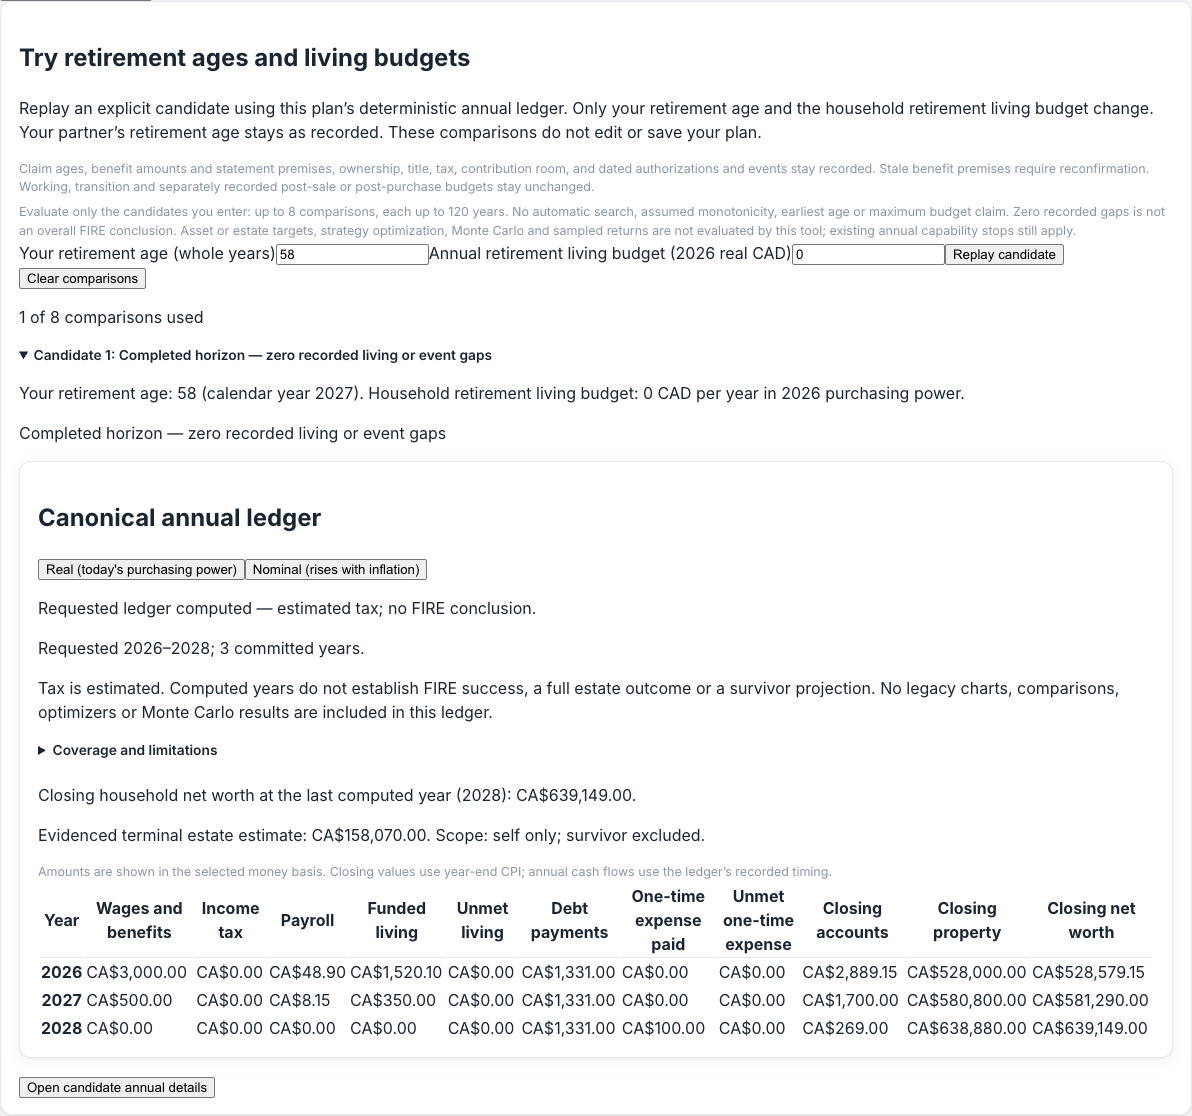 Try retirement ages and living budgets
Replay an explicit candidate using this plan’s deterministic annual ledger. Only your retirement age and the household retirement living budget change.
Your partner’s retirement age stays as recorded. These comparisons do not edit or save your plan.
Claim ages, benefit amounts and statement premises, ownership, title, tax, contribution room, and dated authorizations and events stay recorded. Stale benefit premises require reconfirmation.
Working, transition and separately recorded post-sale or post-purchase budgets stay unchanged.
Evaluate only the candidates you enter: up to 8 comparisons, each up to 120 years. No automatic search, assumed monotonicity, earliest age or maximum budget claim. Zero recorded gaps is not
an overall FIRE conclusion. Asset or estate targets, strategy optimization, Monte Carlo and sampled returns are not evaluated by this tool; existing annual capability stops still apply.
Your retirement age (whole years) 58 Annual retirement living budget (2026 real CAD) 0 Replay candidate
Clear comparisons
1 of 8 comparisons used
▼ Candidate 1: Completed horizon — zero recorded living or event gaps
Your retirement age: 58 (calendar year 2027). Household retirement living budget: 0 CAD per year in 2026 purchasing power.
Completed horizon — zero recorded living or event gaps
Canonical annual ledger
Real (today's purchasing power) Nominal (rises with inflation)
Requested ledger computed — estimated tax; no FIRE conclusion.
Requested 2026–2028; 3 committed years.
Tax is estimated. Computed years do not establish FIRE success, a full estate outcome or a survivor projection. No legacy charts, comparisons,
optimizers or Monte Carlo results are included in this ledger.
▶ Coverage and limitations
Closing household net worth at the last computed year (2028): CA$639,149.00.
Evidenced terminal estate estimate: CA$158,070.00. Scope: self only; survivor excluded.
Amounts are shown in the selected money basis. Closing values use year-end CPI; annual cash flows use the ledger’s recorded timing.
Year Wages and benefits Income tax Payroll Funded living Unmet living Debt payments One-time expense paid Unmet one-time expense Closing accounts Closing property Closing net worth
2026 CA$3,000.00 CA$0.00 CA$48.90 CA$1,520.10 CA$0.00 CA$1,331.00 CA$0.00 CA$0.00 CA$2,889.15 CA$528,000.00 CA$528,579.15
2027 CA$500.00 CA$0.00 CA$8.15 CA$350.00 CA$0.00 CA$1,331.00 CA$0.00 CA$0.00 CA$1,700.00 CA$580,800.00 CA$581,290.00
2028 CA$0.00 CA$0.00 CA$0.00 CA$0.00 CA$0.00 CA$1,331.00 CA$100.00 CA$0.00 CA$269.00 CA$638,880.00 CA$639,149.00
Open candidate annual details